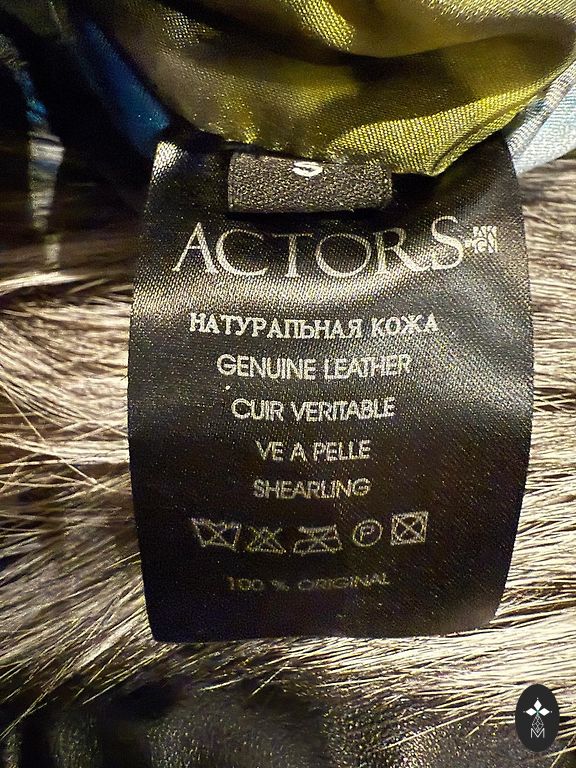 S
ACTORS
НАТУРАЛЬНАЯ КОЖА
GENUINE LEATHER
CUIR VERITABLE
VE A PELLE
SHEARLING
P
100 % ORIGINAL
M